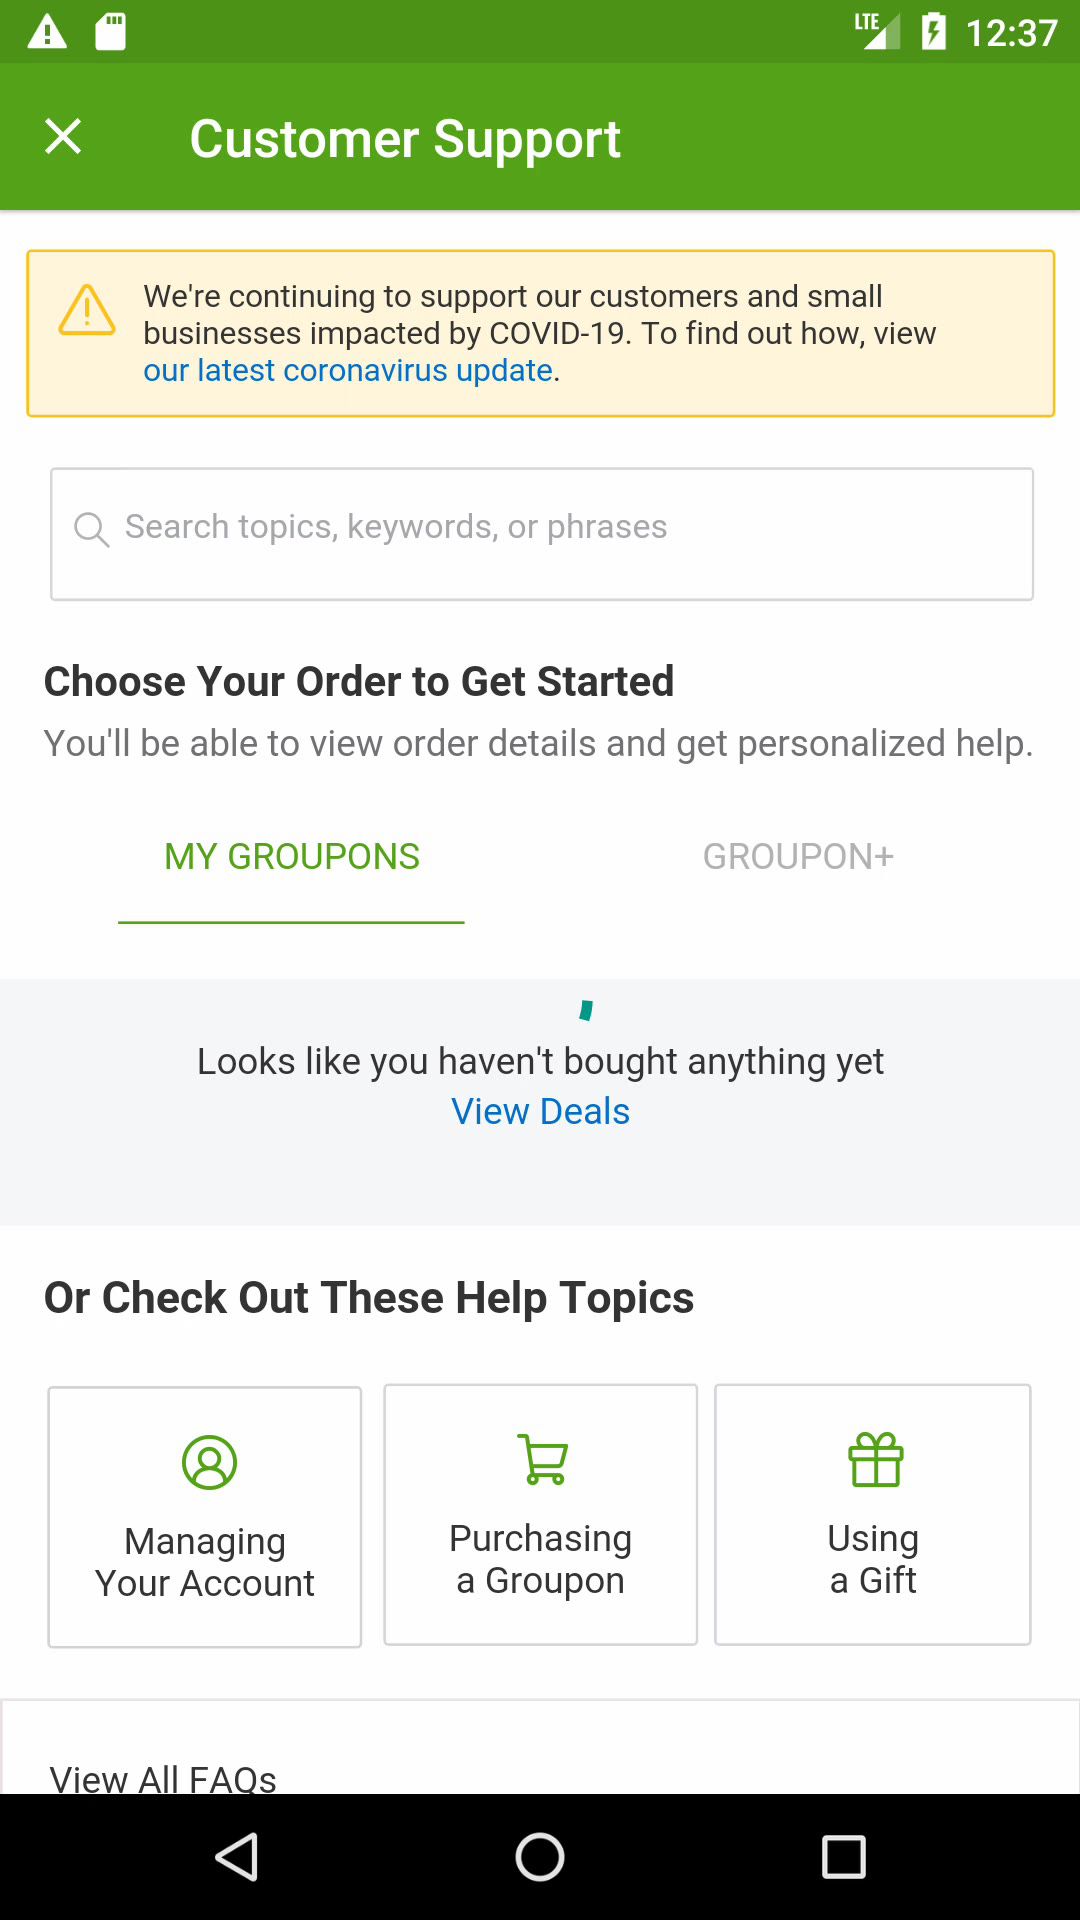 LTE 12:37
Customer Support
We're continuing to support our customers and small
businesses impacted by COVID-19. To find out how, view
our latest coronavirus update.
Search topics, keywords, or phrases
Choose Your Order to Get Started
You'll be able to view order details and get personalized help.
MY GROUPONS GROUPON+
Looks like you haven't bought anything yet
View Deals
Or Check Out These Help Topics
Managing
Your Account
Purchasing
a Groupon
Using
a Gift
View All FAQs